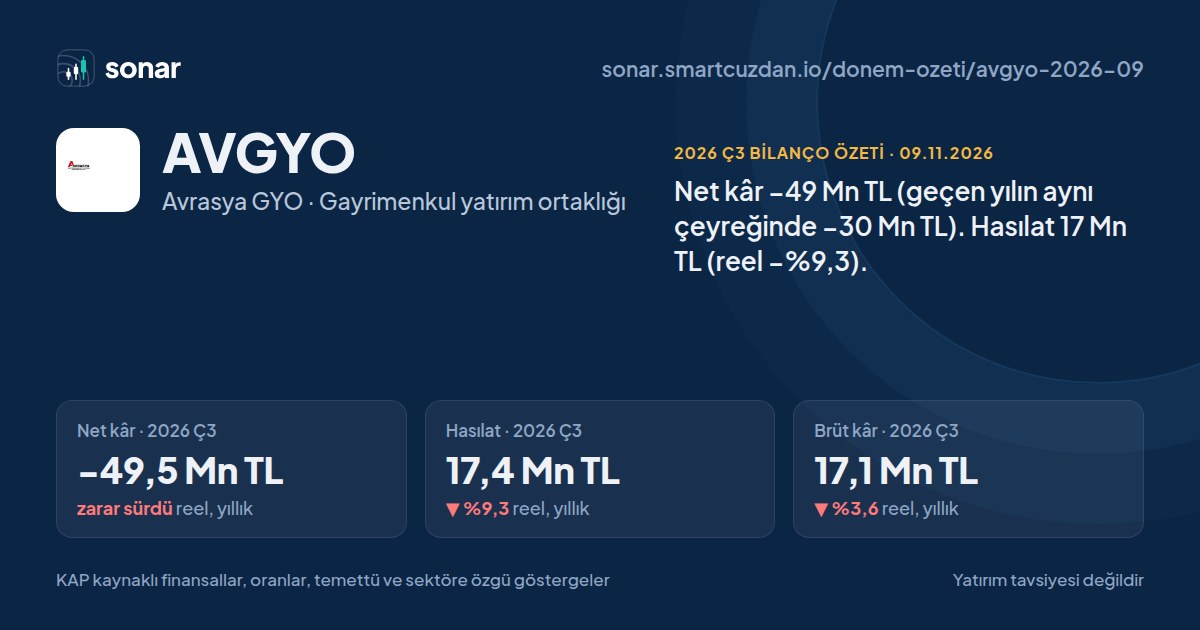 sonar
sonar.smartcuzdan.io/donem-ozeti/avgyo-2026-09
AVGYO
Avrasya GYO · Gayrimenkul yatırım ortaklığı
2026 Ç3 BİLANÇO ÖZETİ · 09.11.2026
Net kâr −49 Mn TL (geçen yılın aynı
çeyreğinde −30 Mn TL). Hasılat 17 Mn
TL (reel −%9,3).
Net kâr · 2026 Ç3
−49,5 Mn TL
zarar sürdü reel, yıllık
Hasılat · 2026 Ç3
17,4 Mn TL
▼ %9,3 reel, yıllık
Brüt kâr · 2026 Ç3
17,1 Mn TL
▼ %3,6 reel, yıllık
KAP kaynaklı finansallar, oranlar, temettü ve sektöre özgü göstergeler
Yatırım tavsiyesi değildir